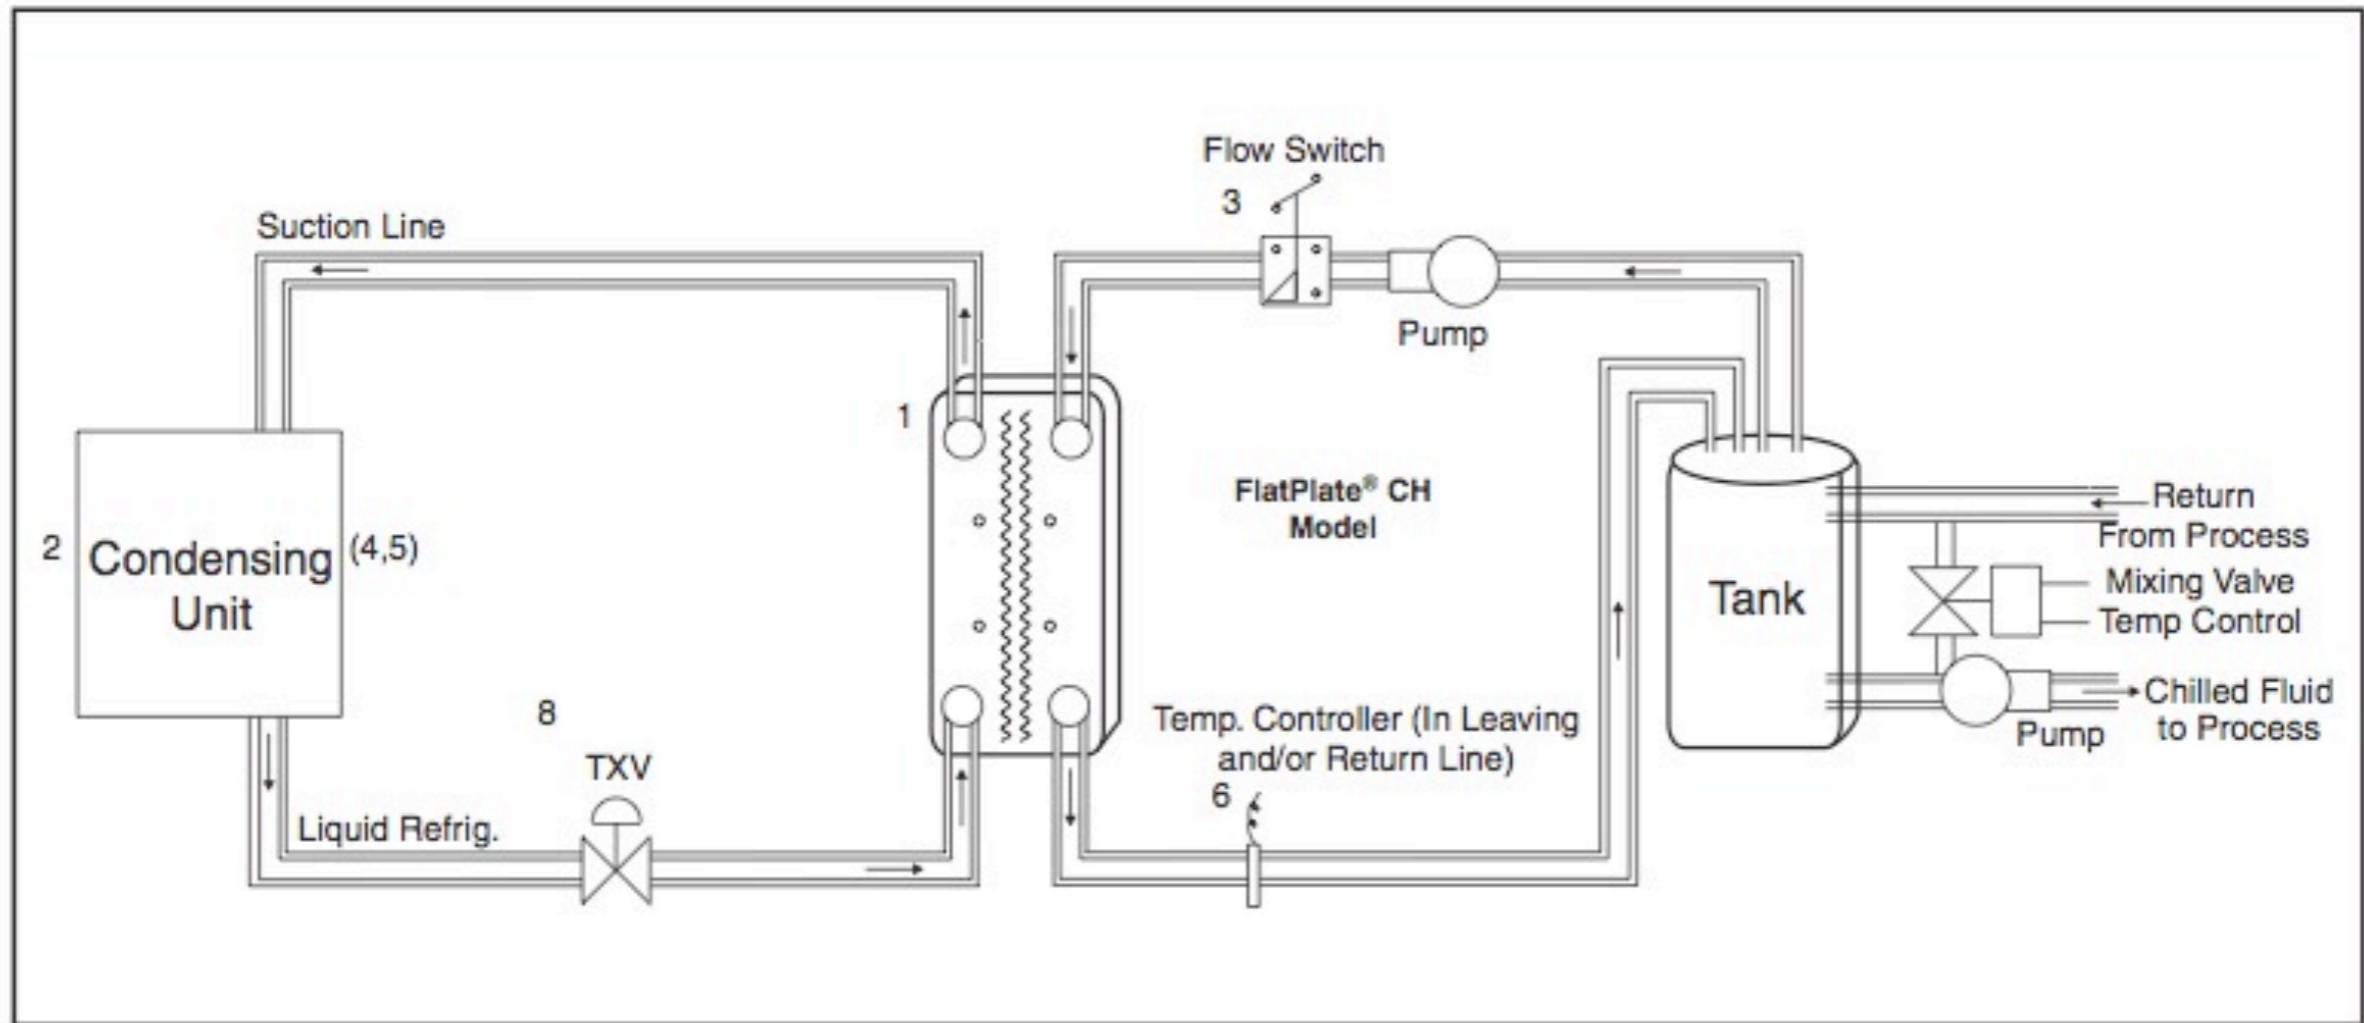 Flow Switch
3
Suction Line
Pump
1
FlatPlate® CH
Model
2
Condensing
Unit
(4,5)
Tank
Return
From Process
Mixing Valve
Temp Control
Chilled Fluid
to Process
Pump
8
TXV
Liquid Refrig.
Temp. Controller (In Leaving
and/or Return Line)
6